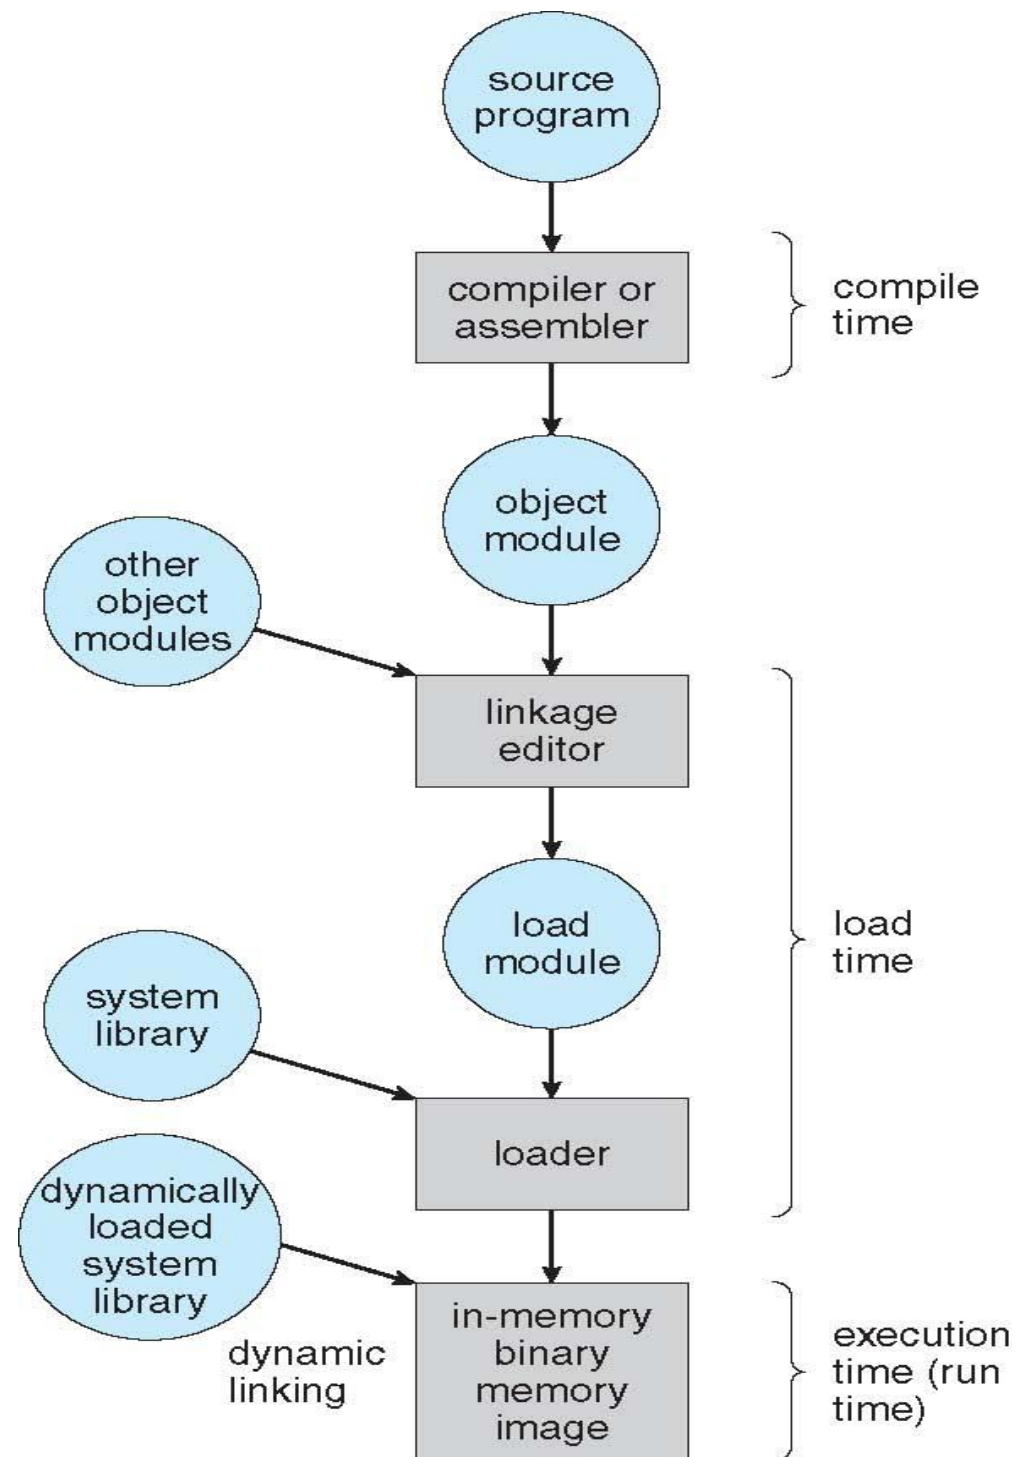 source
program
compiler or
assembler
compile
time
object
module
other
object
modules
linkage
editor
load
module
load
time
system
library
loader
dynamically
loaded
system
library
dynamic
linking
in-memory
binary
memory
image
execution
time (run
time)